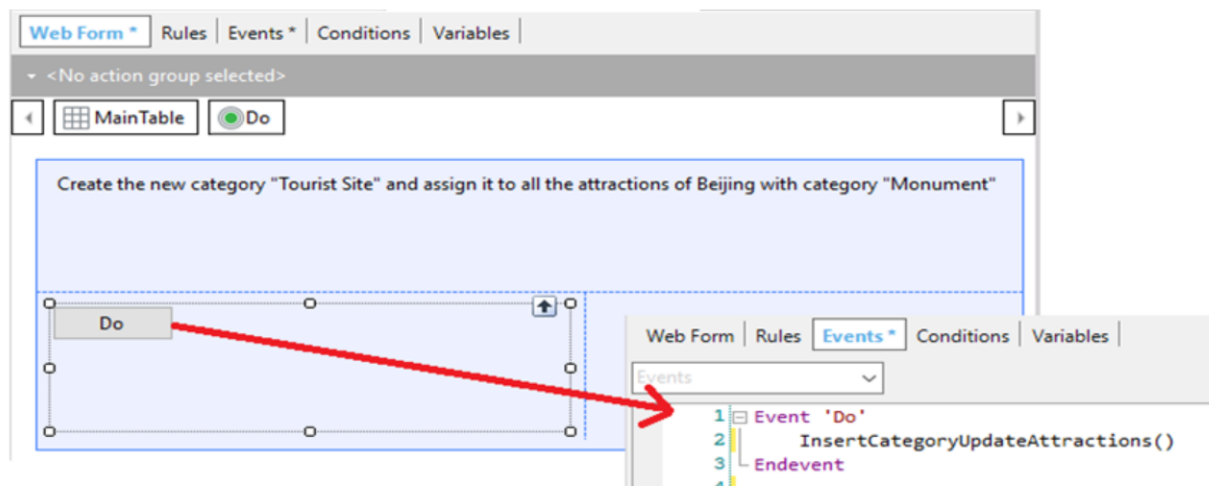 Web Form * Rules Events * Conditions Variables
<No action group selected>
MainTable Do
Create the new category "Tourist Site" and assign it to all the attractions of Beijing with category "Monument"
Do
Web Form Rules Events * Conditions Variables
Events
1 Event 'Do'
2 InsertCategoryUpdateAttractions()
3 Endevent
4